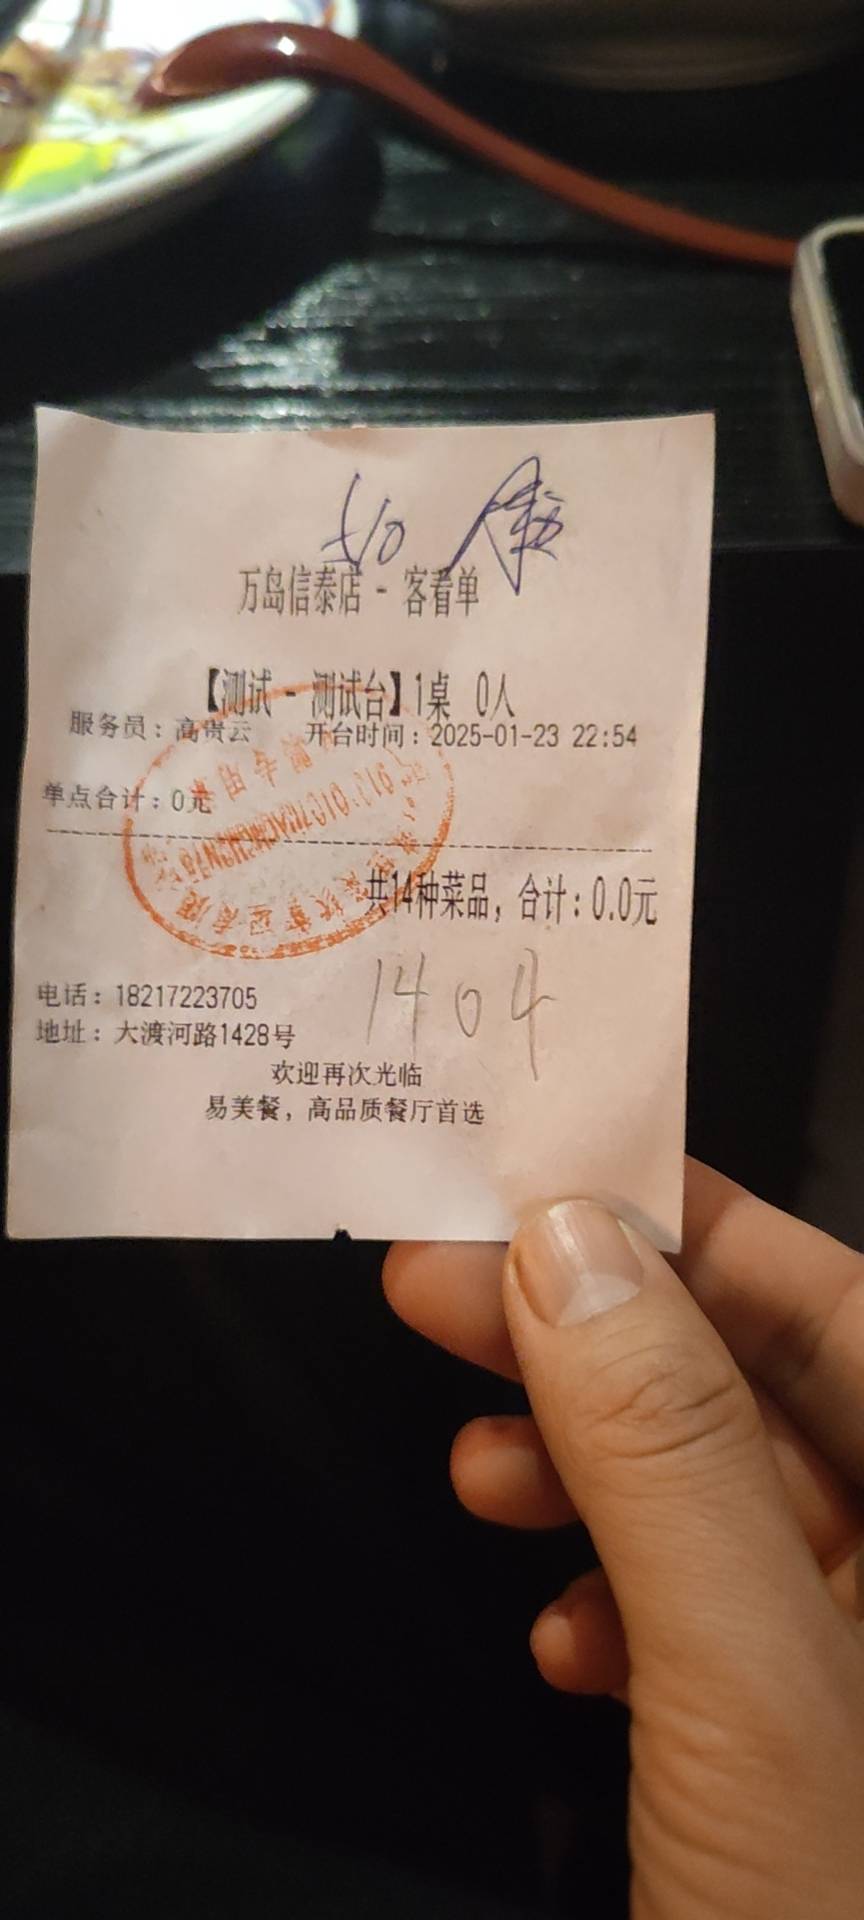 50
万岛信泰店 - 客看单
【测试 - 测试台】1桌 0人
服务员：高贵云 开台时间：2025-01-23 22:54
单点合计：0元
共14种菜品，合计：0.0元
1404
电话：18217223705
地址：大渡河路1428号
欢迎再次光临
易美餐，高品质餐厅首选